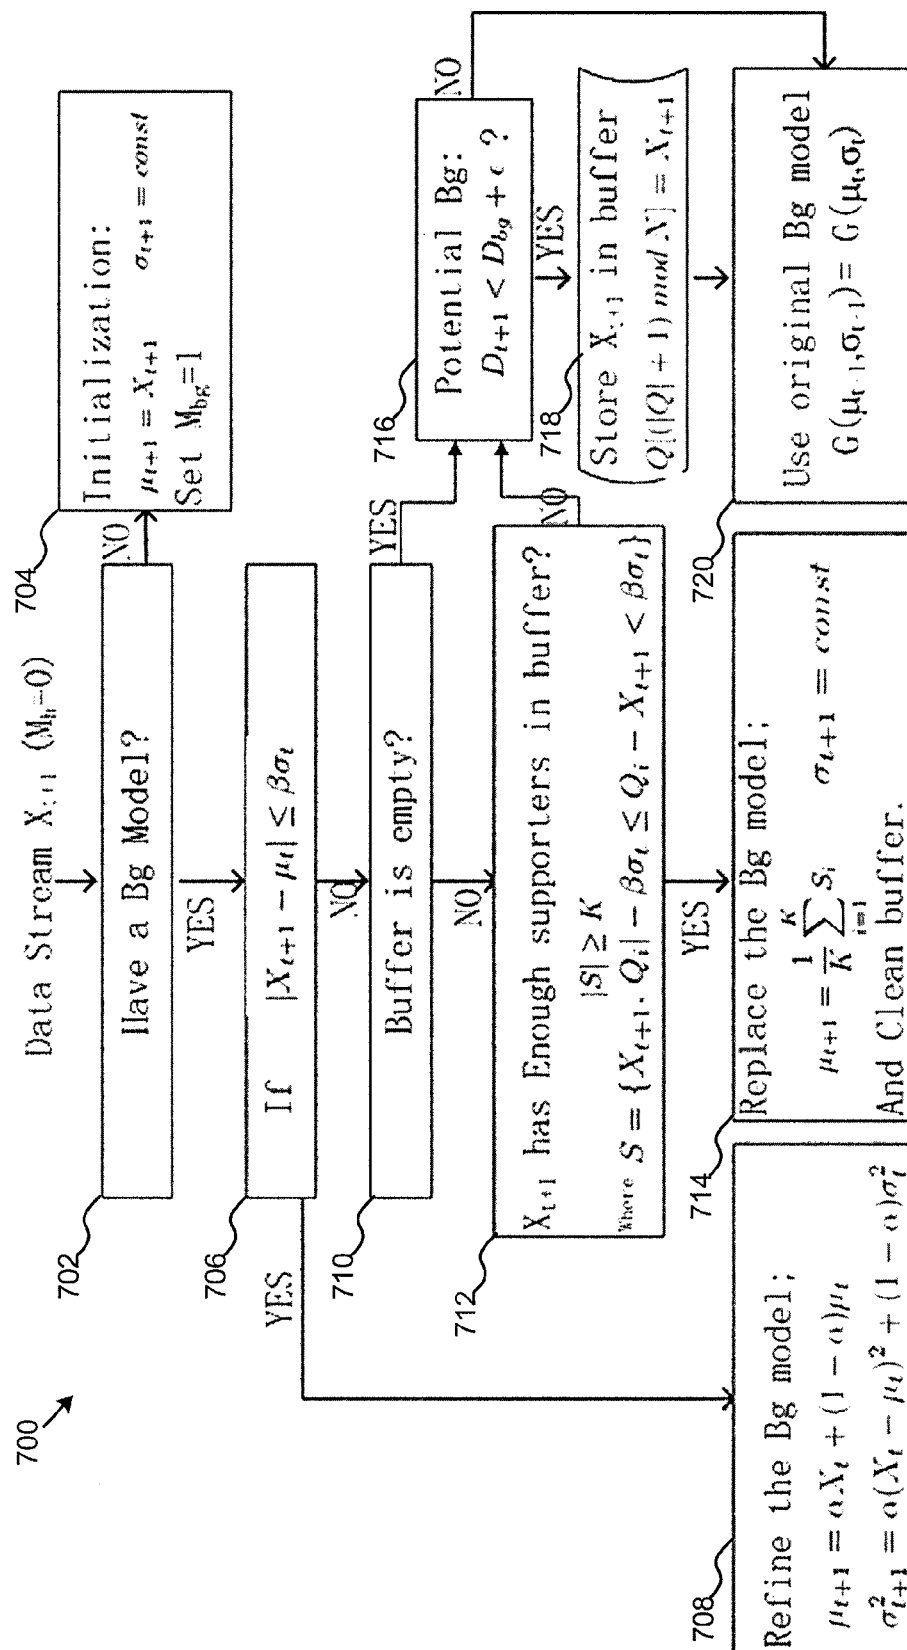 700
Data Stream X_{t+1} (M_h=0)
702
Have a Bg Model?
NO
704
Initialization:
μ_{t+1} = X_{t+1}    σ_{t+1} = const
Set M_{bg}=1
YES
706
If |X_{t+1} − μ_t| ≤ βσ_t
YES
NO
710
Buffer is empty?
YES
NO
712
X_{t+1} has Enough supporters in buffer?
|S| ≥ K
Where S = {X_{t+1}, Q_i| − βσ_t ≤ Q_i − X_{t+1} < βσ_t}
NO
YES
716
Potential Bg:
D_{t+1} < D_{bg} + ε ?
NO
YES
718
Store X_{t+1} in buffer
Q[(|Q| + 1) mod N] = X_{t+1}
708
Refine the Bg model;
μ_{t+1} = αX_t + (1 − α)μ_t
σ²_{t+1} = α(X_t − μ_t)² + (1 − α)σ²_t
714
Replace the Bg model;
μ_{t+1} = \frac{1}{K} \sum_{i=1}^{K} S_i    σ_{t+1} = const
And Clean buffer.
720
Use original Bg model
G(μ_{t-1},σ_{t-1})= G(μ_t,σ_t)